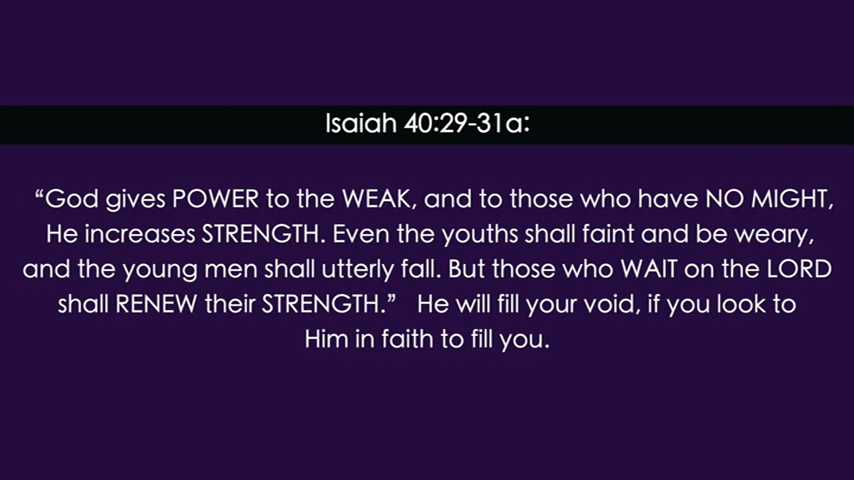 Isaiah 40:29-31a:
“God gives POWER to the WEAK, and to those who have NO MIGHT,
He increases STRENGTH. Even the youths shall faint and be weary,
and the young men shall utterly fall. But those who WAIT on the LORD
shall RENEW their STRENGTH.” He will fill your void, if you look to
Him in faith to fill you.